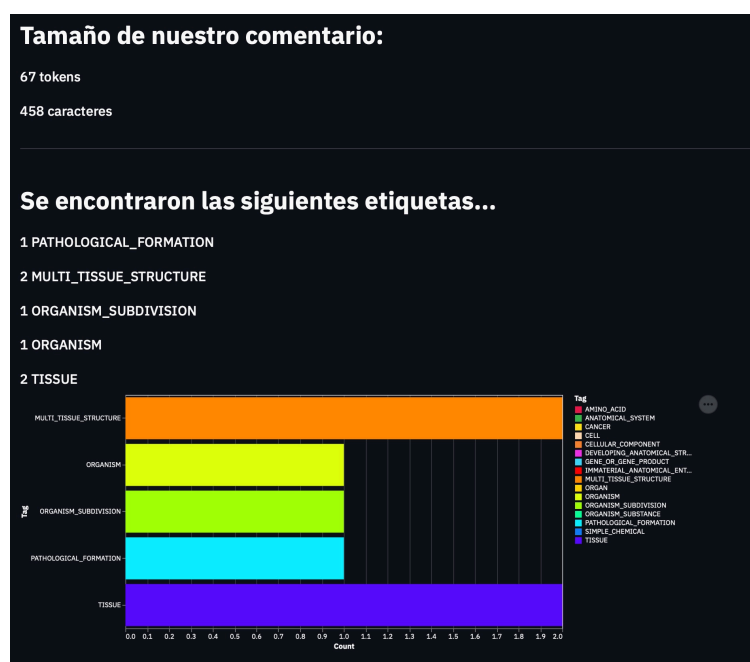 Tamaño de nuestro comentario:
67 tokens
458 caracteres
Se encontraron las siguientes etiquetas...
1 PATHOLOGICAL_FORMATION
2 MULTI_TISSUE_STRUCTURE
1 ORGANISM_SUBDIVISION
1 ORGANISM
2 TISSUE
Tag
MULTI_TISSUE_STRUCTURE
ORGANISM
ORGANISM_SUBDIVISION
PATHOLOGICAL_FORMATION
TISSUE
0.0 0.1 0.2 0.3 0.4 0.5 0.6 0.7 0.8 0.9 1.0 1.1 1.2 1.3 1.4 1.5 1.6 1.7 1.8 1.9 2.0
Count
Tag
AMINO_ACID
ANATOMICAL_SYSTEM
CANCER
CELL
CELLULAR_COMPONENT
DEVELOPING_ANATOMICAL_STR...
GENE_OR_GENE_PRODUCT
IMMATERIAL_ANATOMICAL_ENT...
MULTI_TISSUE_STRUCTURE
ORGAN
ORGANISM
ORGANISM_SUBDIVISION
ORGANISM_SUBSTANCE
PATHOLOGICAL_FORMATION
SIMPLE_CHEMICAL
TISSUE